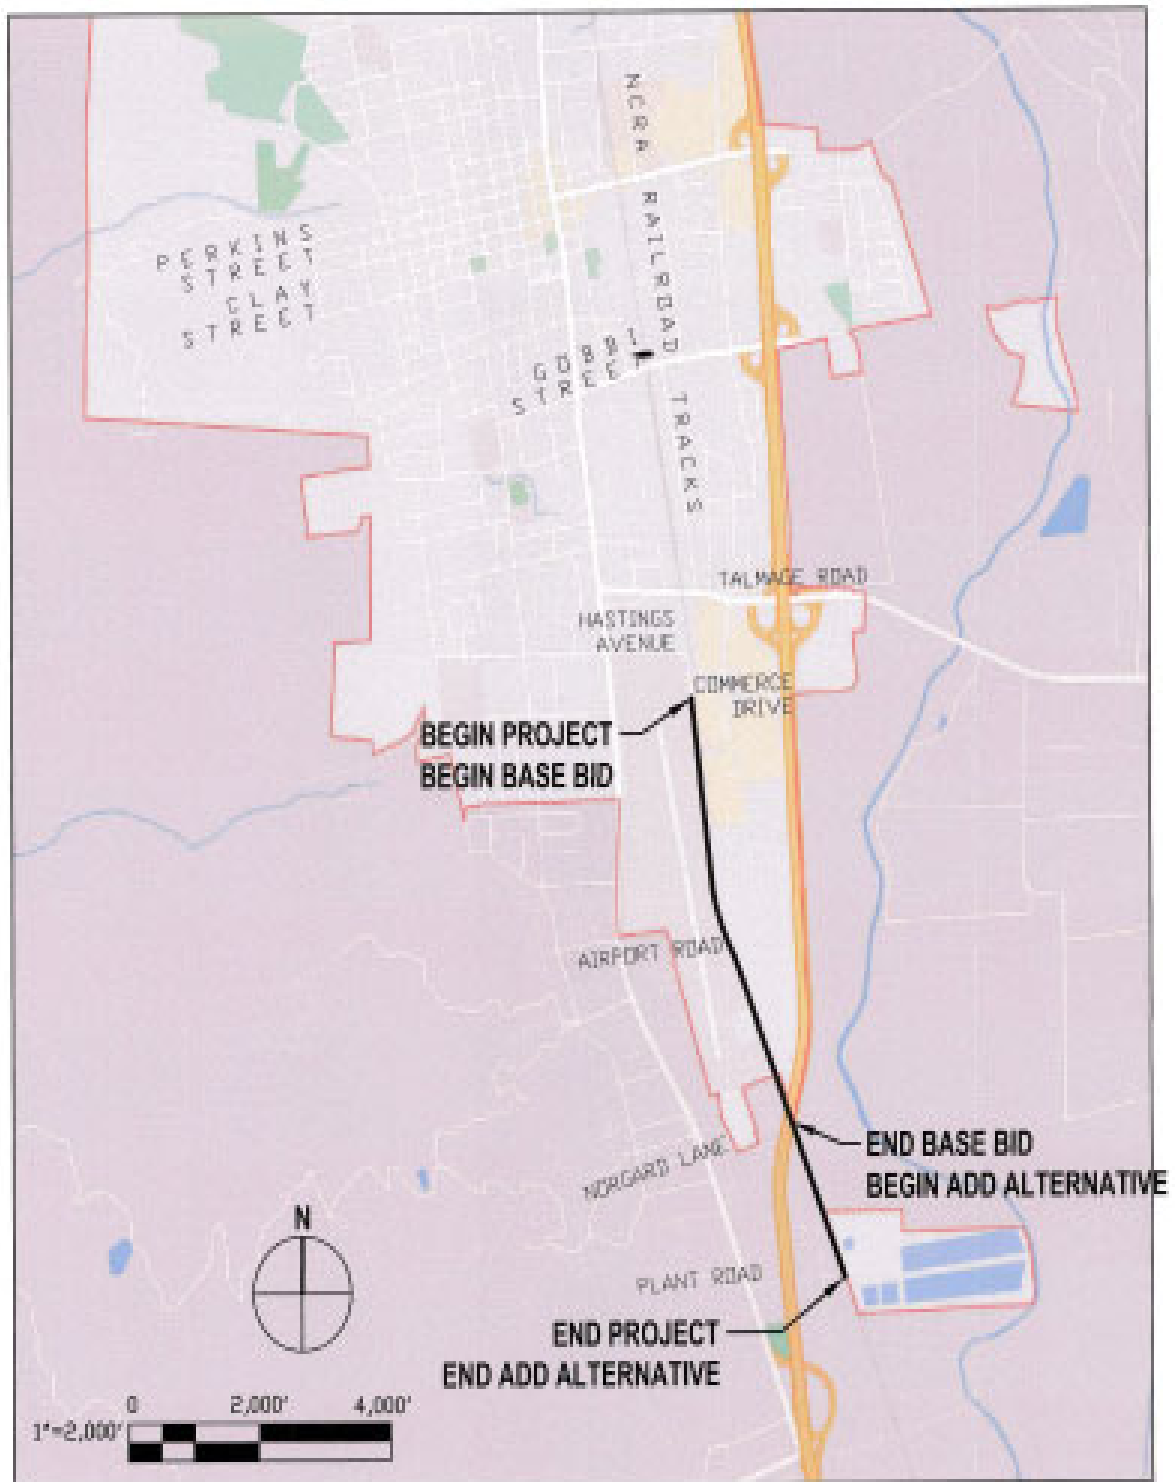 NCRA RAILROAD TRACKS
PERKINS
STREET
CLAY
STREET
GOBBI
STREET
TALMAGE ROAD
HASTINGS
AVENUE
COMMERCE
DRIVE
BEGIN PROJECT
BEGIN BASE BID
AIRPORT ROAD
END BASE BID
BEGIN ADD ALTERNATIVE
NORGARD LANE
N
PLANT ROAD
END PROJECT
END ADD ALTERNATIVE
0 2,000' 4,000'
1"=2,000'